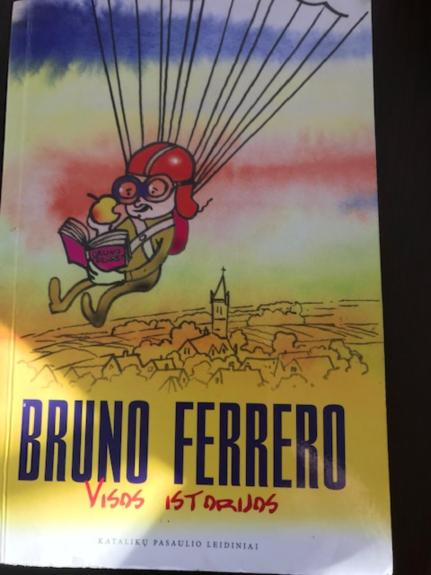 BRUNO FERRERO
Visos istorijos
KATALIKŲ PASAULIO LEIDINIAI